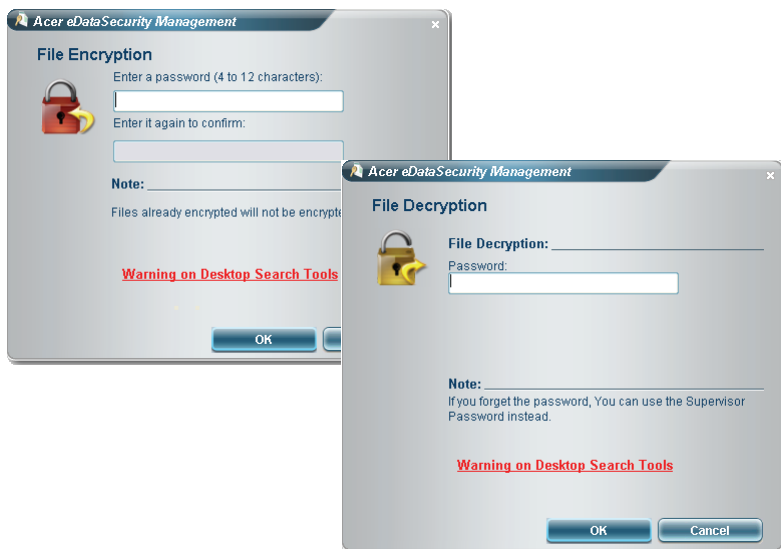 Acer eDataSecurity Management
File Encryption
Enter a password (4 to 12 characters):
Enter it again to confirm:
Note:
Files already encrypted will not be
Warning on Desktop Search Tools
OK
Acer eDataSecurity Management
File Decryption
File Decryption:
Password:
Note:
If you forget the password, You can use the Supervisor
Password instead.
Warning on Desktop Search Tools
OK
Cancel